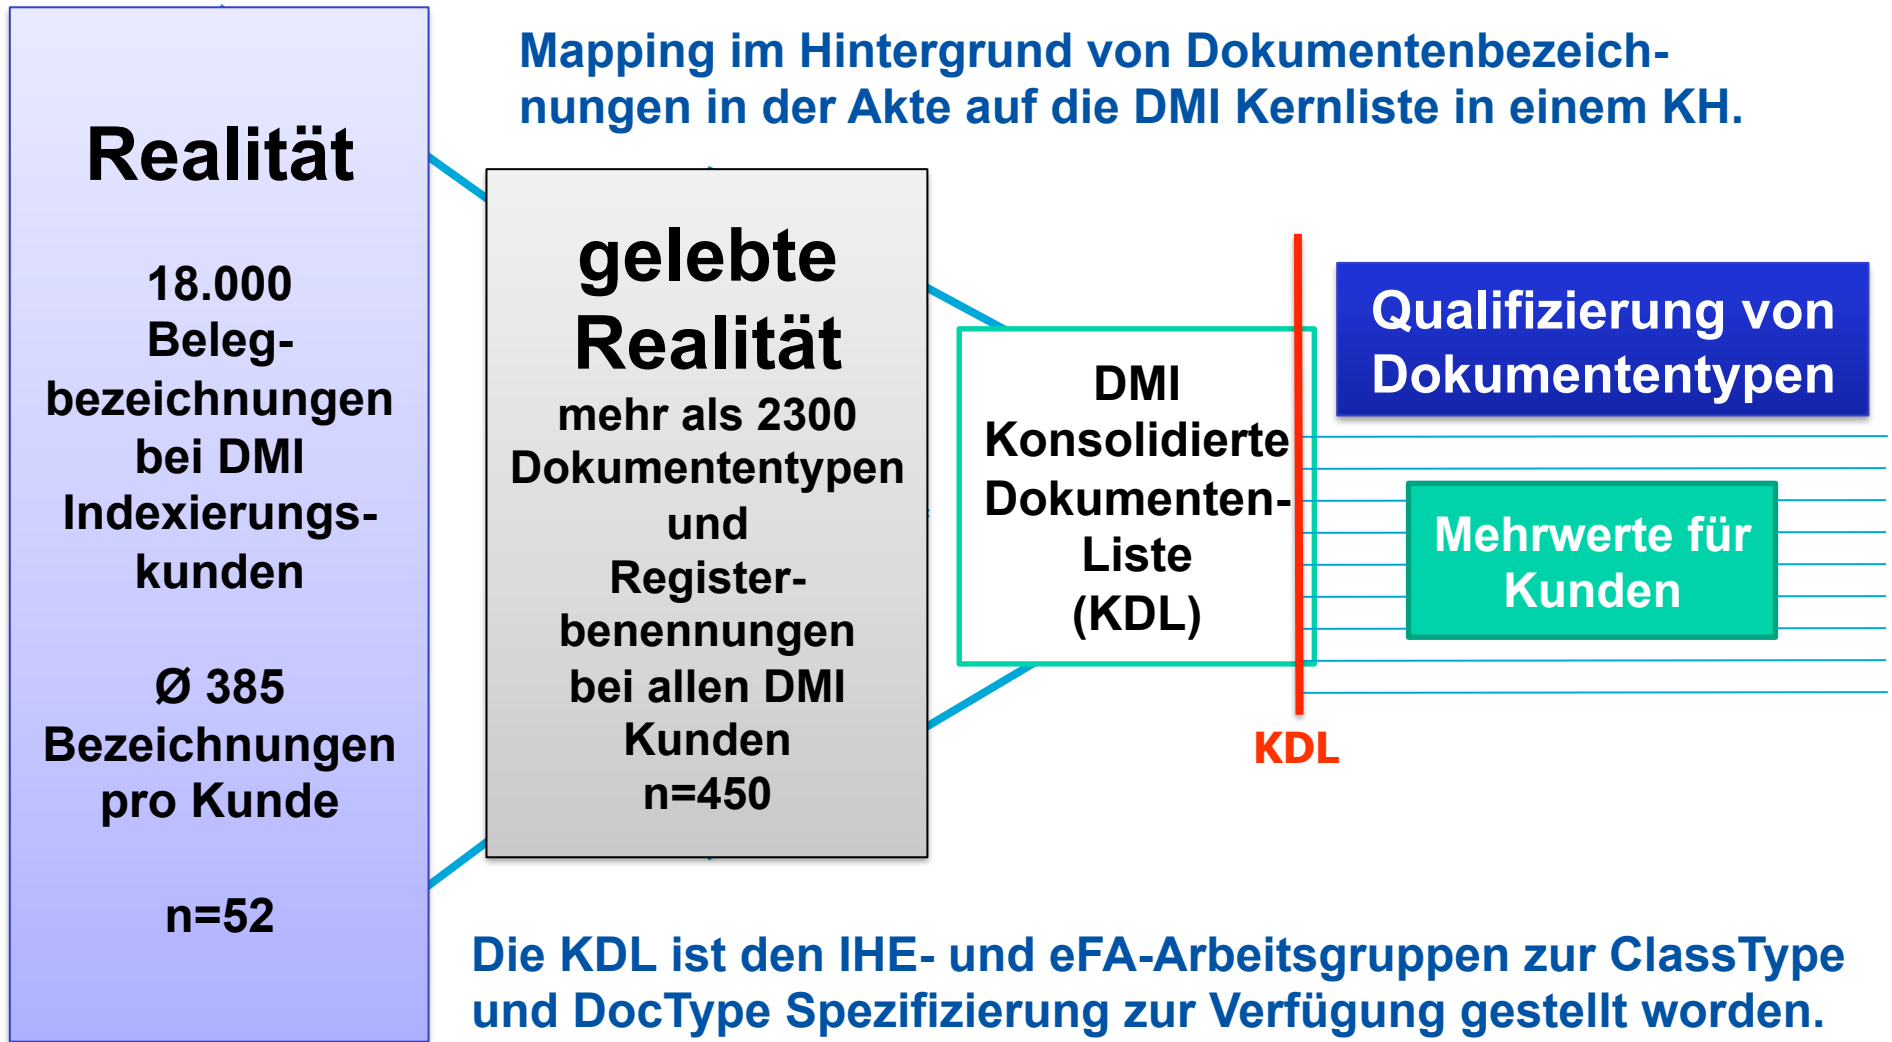 Mapping im Hintergrund von Dokumentenbezeich-
nungen in der Akte auf die DMI Kernliste in einem KH.
Realität
18.000
Beleg-
bezeichnungen
bei DMI
Indexierungs-
kunden
Ø 385
Bezeichnungen
pro Kunde
n=52
gelebte
Realität
mehr als 2300
Dokumententypen
und
Register-
benennungen
bei allen DMI
Kunden
n=450
DMI
Konsolidierte
Dokumenten-
Liste
(KDL)
KDL
Qualifizierung von
Dokumententypen
Mehrwerte für
Kunden
Die KDL ist den IHE- und eFA-Arbeitsgruppen zur ClassType
und DocType Spezifizierung zur Verfügung gestellt worden.